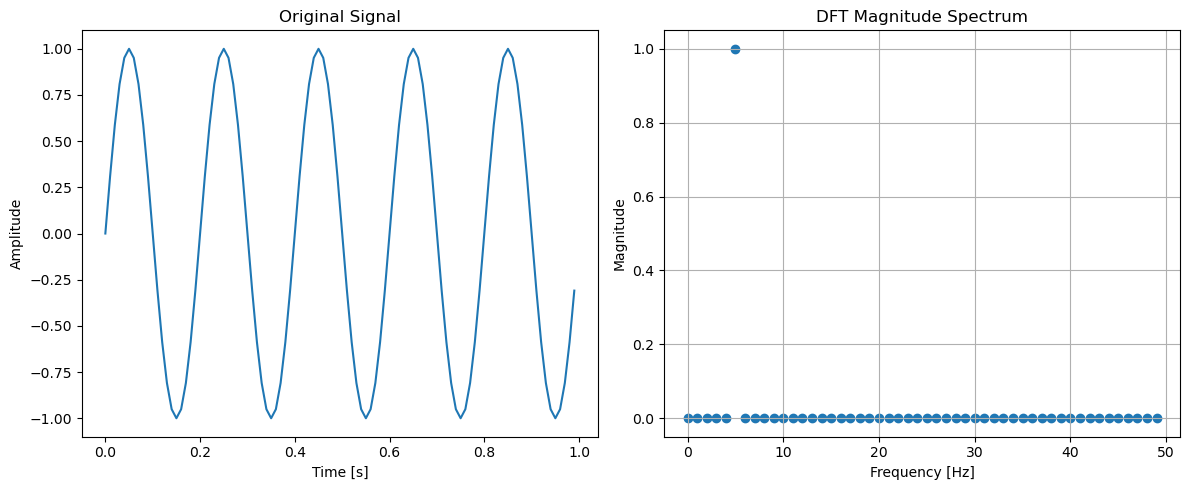 Original Signal
1.00
0.75
0.50
0.25
0.00
−0.25
−0.50
−0.75
−1.00
Amplitude
0.0 0.2 0.4 0.6 0.8 1.0
Time [s]
DFT Magnitude Spectrum
1.0
0.8
0.6
0.4
0.2
0.0
Magnitude
0 10 20 30 40 50
Frequency [Hz]